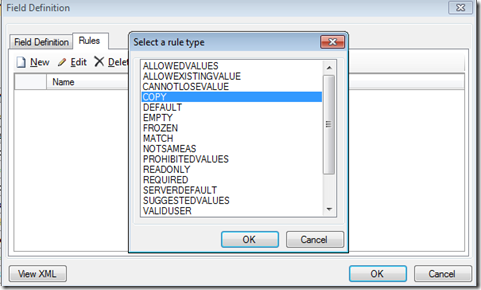 Field Definition
Field Definition
Rules
New
Edit
Delet
Name
Select a rule type
ALLOWEDVALUES
ALLOWEXISTINGVALUE
CANNOTLOSEVALUE
COPY
DEFAULT
EMPTY
FROZEN
MATCH
NOTSAMEAS
PROHIBITEDVALUES
READONLY
REQUIRED
SERVERDEFAULT
SUGGESTEDVALUES
VALIDUSER
OK
Cancel
View XML
OK
Cancel